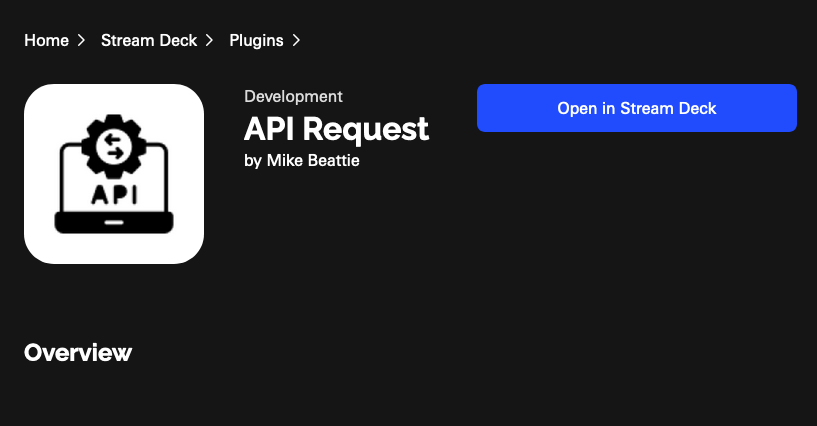 Home > Stream Deck > Plugins >
Development
API Request
by Mike Beattie
Open in Stream Deck
API
Overview